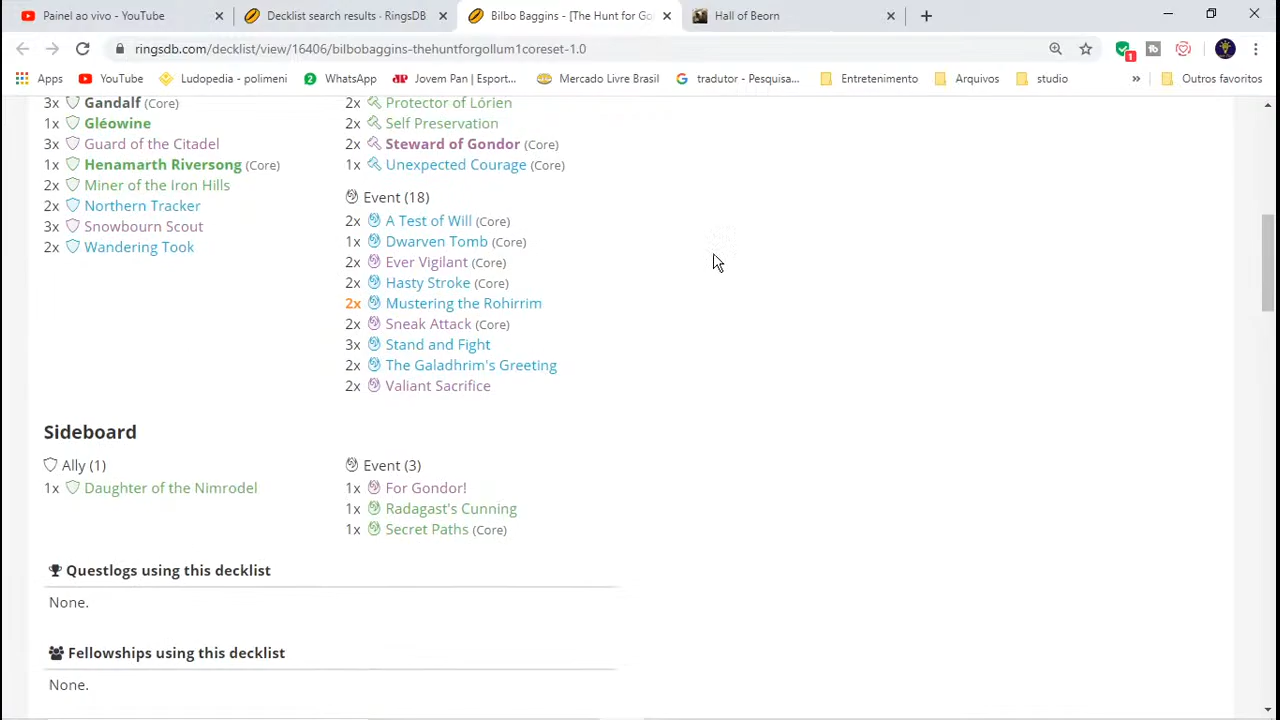 Painel ao vivo - YouTube
Decklist search results · RingsDB
Bilbo Baggins - [The Hunt for Go
Hall of Beorn
ringsdb.com/decklist/view/16406/bilbobaggins-thehuntforgollum1coreset-1.0
1
Apps
YouTube
Ludopedia - polimeni
2 WhatsApp
Jovem Pan | Esport...
Mercado Livre Brasil
tradutor - Pesquisa...
Entretenimento
Arquivos
studio
»
Outros favoritos
3x Gandalf (Core)
1x Gléowine
3x Guard of the Citadel
1x Henamarth Riversong (Core)
2x Miner of the Iron Hills
2x Northern Tracker
3x Snowbourn Scout
2x Wandering Took
2x Protector of Lórien
2x Self Preservation
2x Steward of Gondor (Core)
1x Unexpected Courage (Core)
Event (18)
2x A Test of Will (Core)
1x Dwarven Tomb (Core)
2x Ever Vigilant (Core)
2x Hasty Stroke (Core)
2x Mustering the Rohirrim
2x Sneak Attack (Core)
3x Stand and Fight
2x The Galadhrim's Greeting
2x Valiant Sacrifice
Sideboard
Ally (1)
1x Daughter of the Nimrodel
Event (3)
1x For Gondor!
1x Radagast's Cunning
1x Secret Paths (Core)
Questlogs using this decklist
None.
Fellowships using this decklist
None.